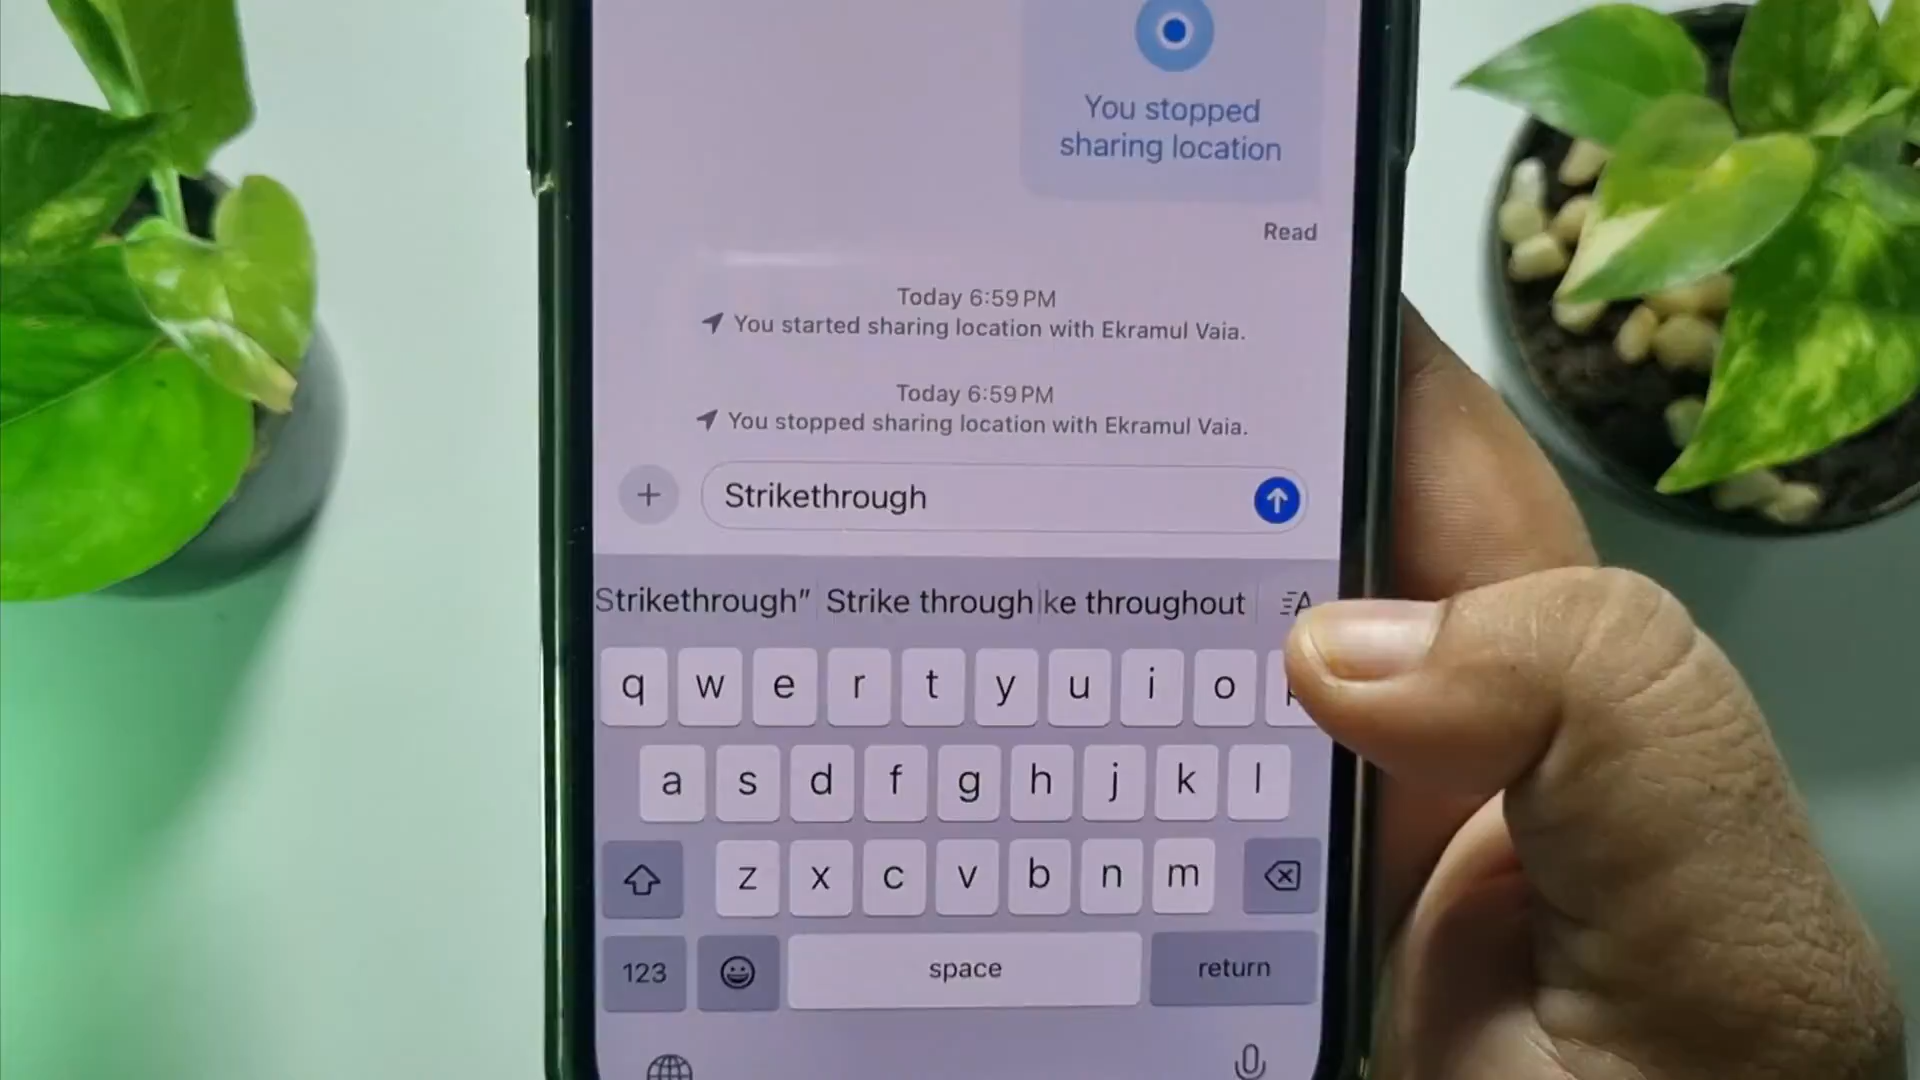 You stopped
sharing location
Read
Today 6:59 PM
You started sharing location with Ekramul Vaia.
Today 6:59 PM
You stopped sharing location with Ekramul Vaia.
Strikethrough
Strikethrough" Strike through ke throughout
q w e r t y u i o
a s d f g h j k l
z x c v b n m
123 space return